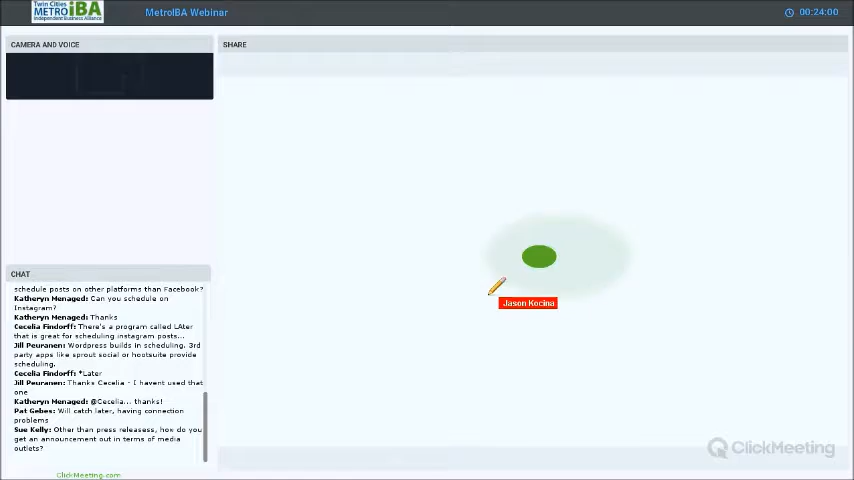 Twin Cities
METRO iBA
Independent Business Alliance
MetroIBA Webinar
00:24:00
CAMERA AND VOICE
SHARE
Jason Kocina
CHAT
schedule posts on other platforms than Facebook?
Katheryn Menaged: Can you schedule on
Instagram?
Katheryn Menaged: Thanks
Cecelia Findorff: There's a program called LAter
that is great for scheduling instagram posts...
Jill Peuranen: Wordpress builds in scheduling. 3rd
party apps like sprout social or hootsuite provide
scheduling.
Cecelia Findorff: *Later
Jill Peuranen: Thanks Cecelia - I havent used that
one
Katheryn Menaged: @Cecelia... thanks!
Pat Gebes: Will catch later, having connection
problems
Sue Kelly: Other than press releasess, how do you
get an announcement out in terms of media
outlets?
ClickMeeting
ClickMeeting.com